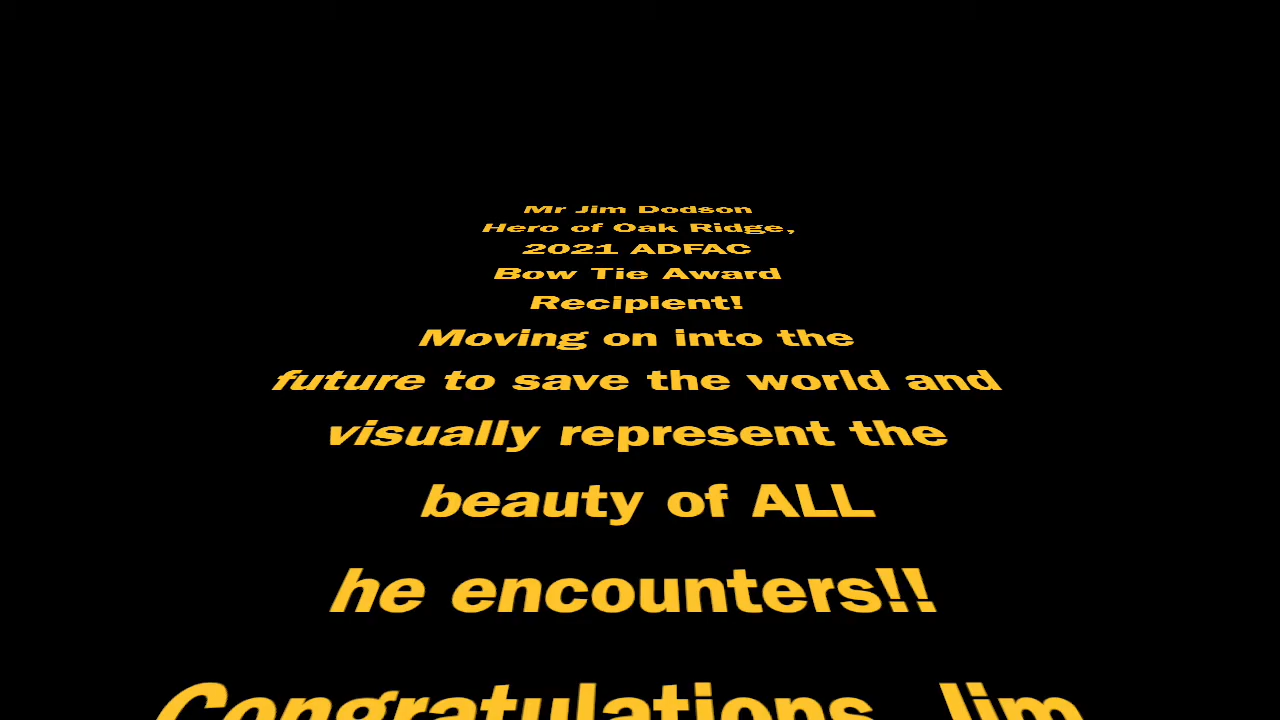 Mr Jim Dodson
Hero of Oak Ridge,
2021 ADFAC
Bow Tie Award
Recipient!
Moving on into the
future to save the world and
visually represent the
beauty of ALL
he encounters!!
Congratulations, Jim